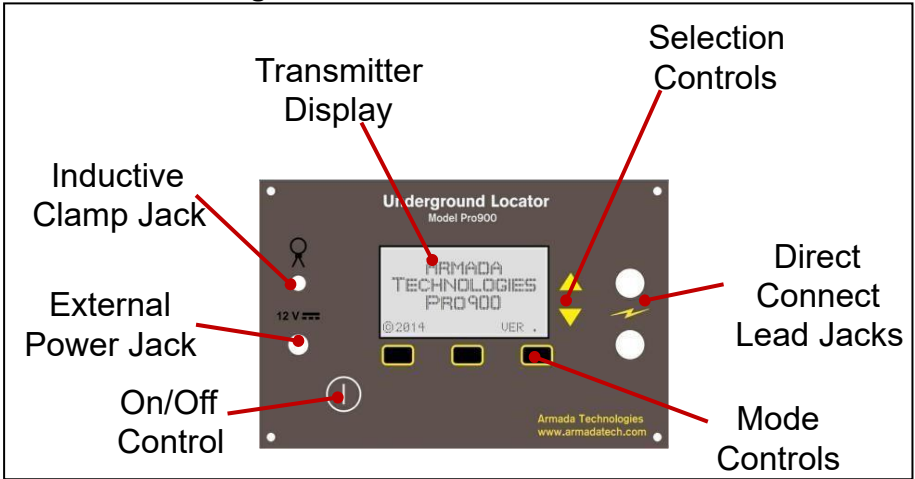 Selection
Controls
Transmitter
Display
Inductive
Clamp Jack
Underground Locator
Model Pro900
ARMADA
TECHNOLOGIES
PRO900
©2014 VER .
Direct
Connect
Lead Jacks
External
Power Jack
12 V
On/Off
Control
Armada Technologies
www.armadatech.com
Mode
Controls